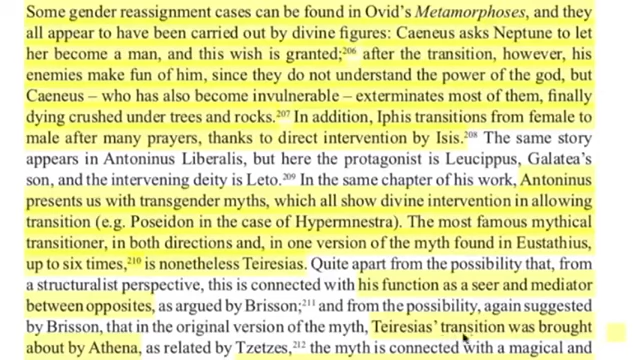 Some gender reassignment cases can be found in Ovid's Metamorphoses, and they
all appear to have been carried out by divine figures: Caeneus asks Neptune to let
her become a man, and this wish is granted;206 after the transition, however, his
enemies make fun of him, since they do not understand the power of the god, but
Caeneus – who has also become invulnerable – exterminates most of them, finally
dying crushed under trees and rocks.207 In addition, Iphis transitions from female to
male after many prayers, thanks to direct intervention by Isis.208 The same story
appears in Antoninus Liberalis, but here the protagonist is Leucippus, Galatea's
son, and the intervening deity is Leto.209 In the same chapter of his work, Antoninus
presents us with transgender myths, which all show divine intervention in allowing
transition (e.g. Poseidon in the case of Hypermnestra). The most famous mythical
transitioner, in both directions and, in one version of the myth found in Eustathius,
up to six times,210 is nonetheless Teiresias. Quite apart from the possibility that, from
a structuralist perspective, this is connected with his function as a seer and mediator
between opposites, as argued by Brisson;211 and from the possibility, again suggested
by Brisson, that in the original version of the myth, Teiresias' transition was brought
about by Athena, as related by Tzetzes,212 the myth is connected with a magical and